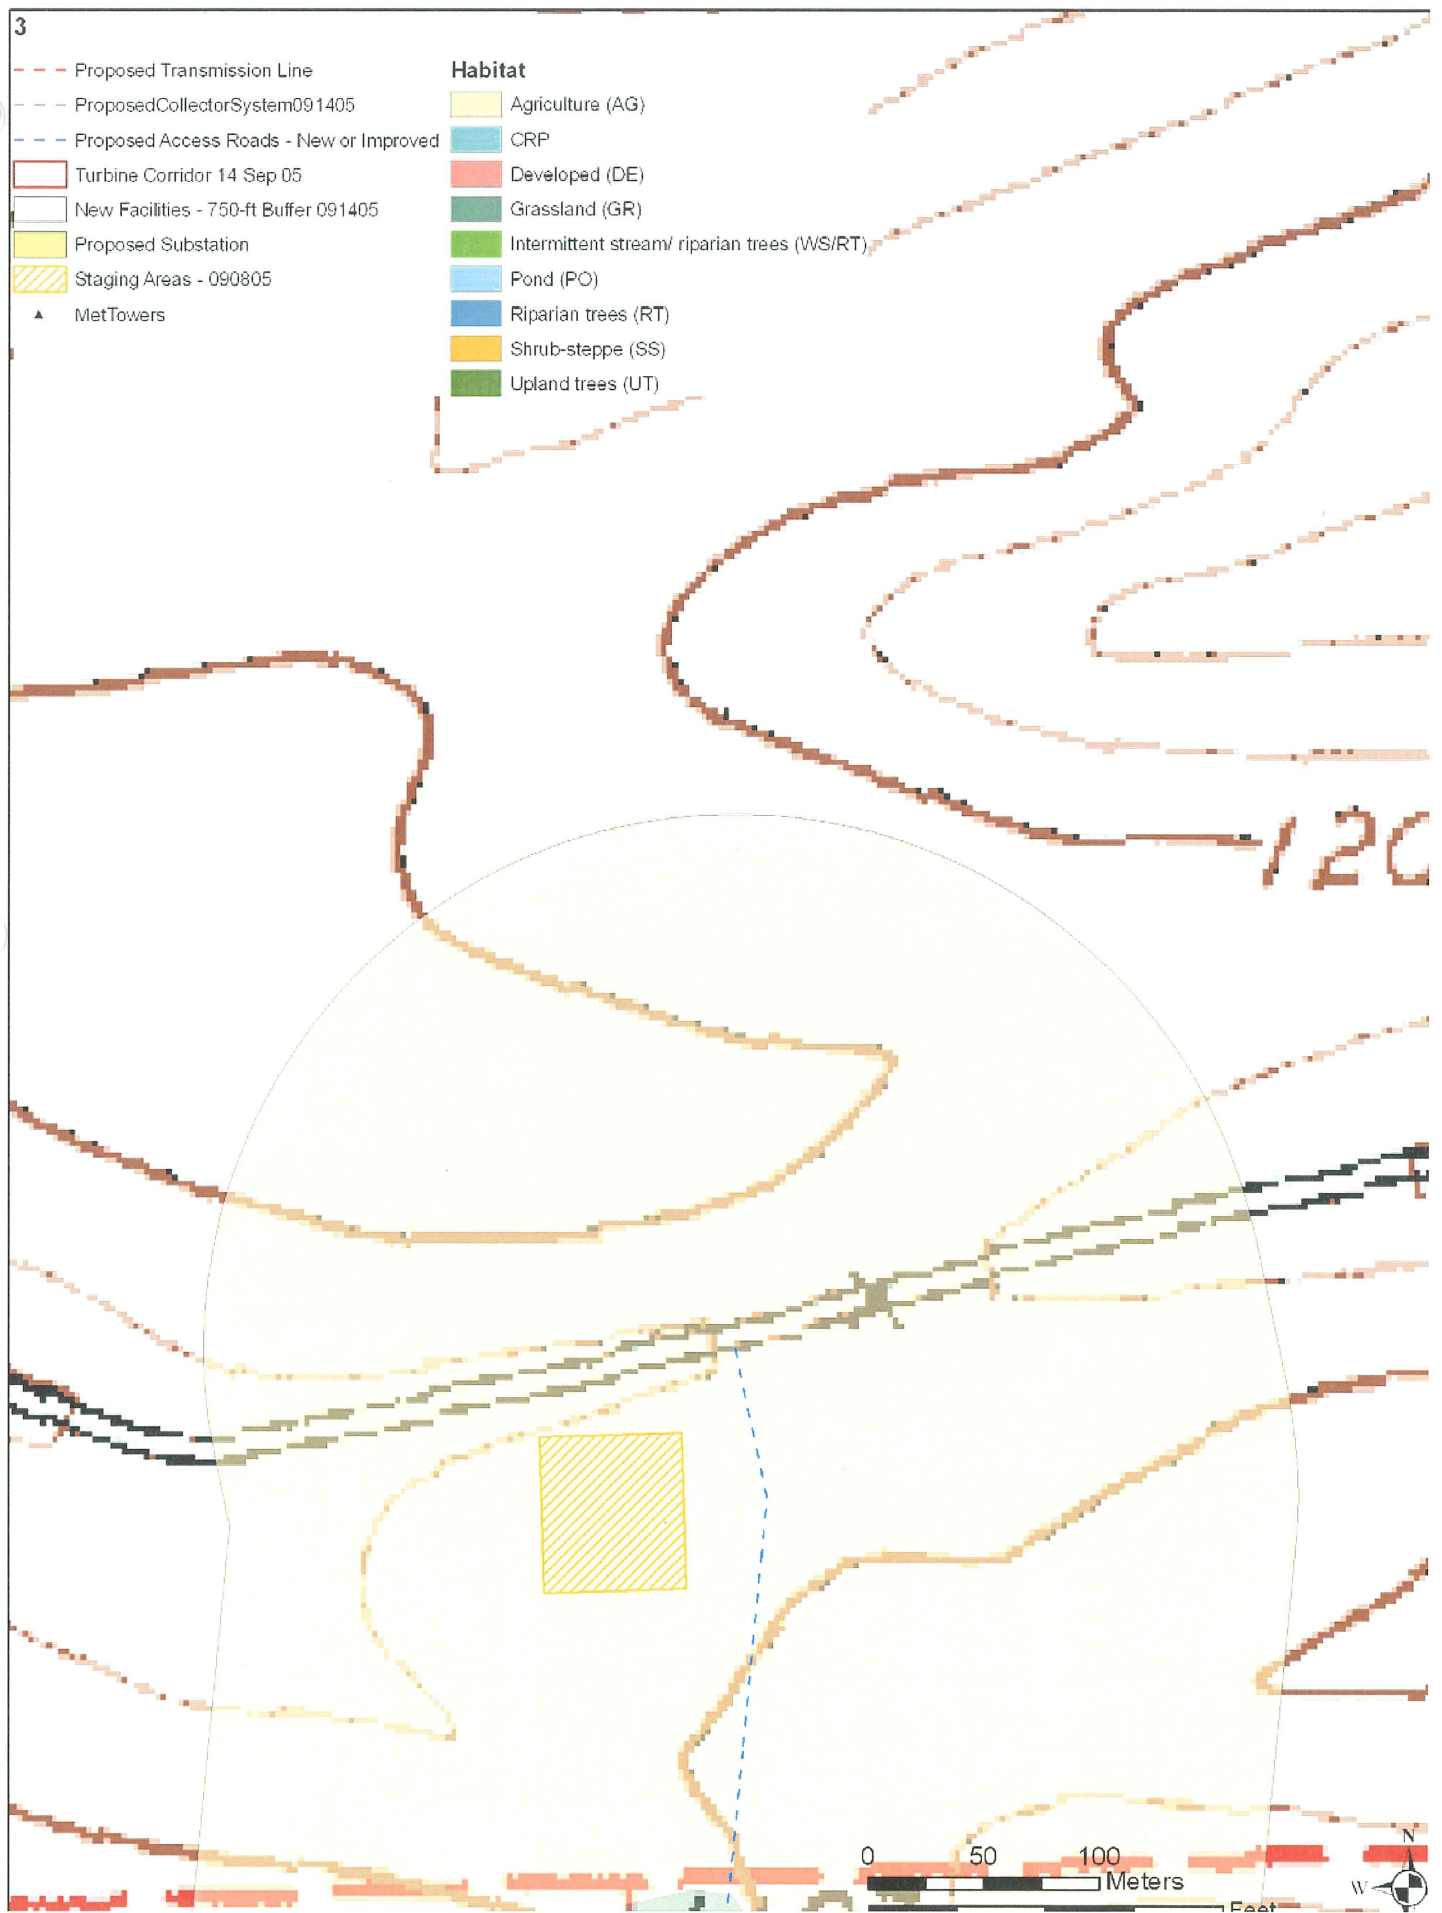 3
Proposed Transmission Line
ProposedCollectorSystem091405
Proposed Access Roads - New or Improved
Turbine Corridor 14 Sep 05
New Facilities - 750-ft Buffer 091405
Proposed Substation
Staging Areas - 090805
MetTowers
Habitat
Agriculture (AG)
CRP
Developed (DE)
Grassland (GR)
Intermittent stream/ riparian trees (WS/RT)
Pond (PO)
Riparian trees (RT)
Shrub-steppe (SS)
Upland trees (UT)
120
0 50 100
Meters
Feet
N
W